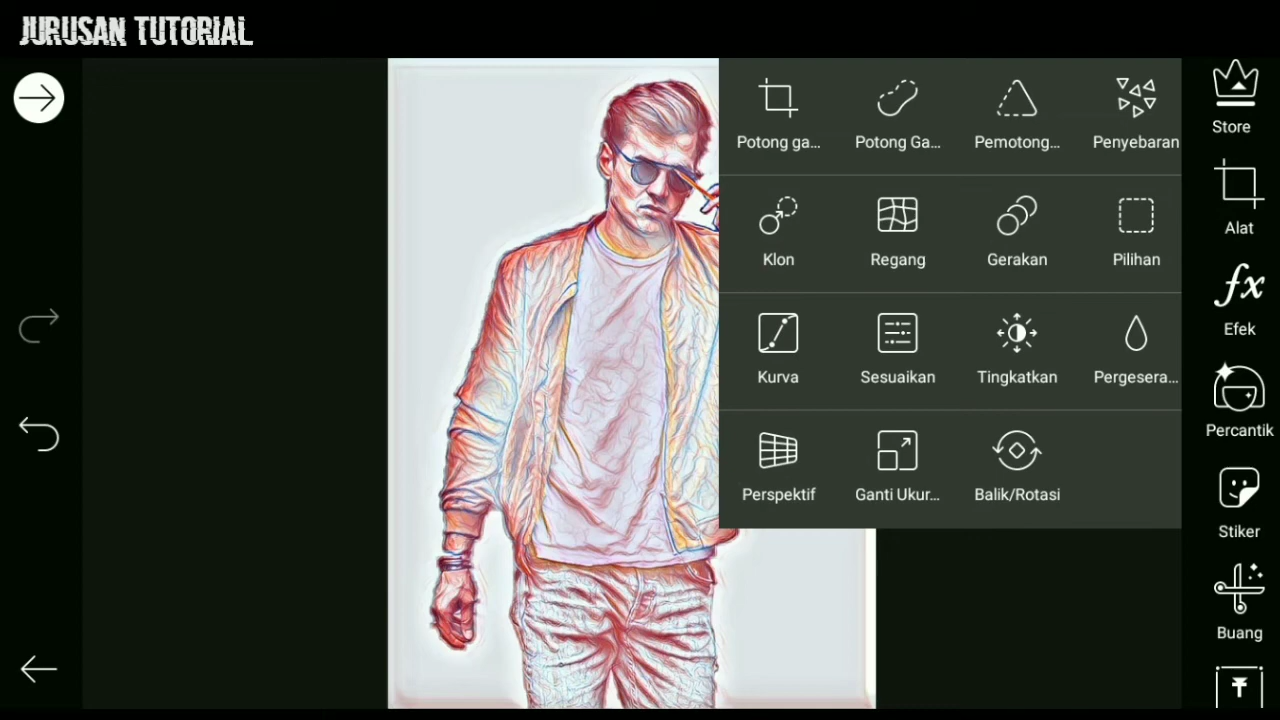 JURUSAN TUTORIAL
Potong ga...
Potong Ga...
Pemotong...
Penyebaran
Klon
Regang
Gerakan
Pilihan
Kurva
Sesuaikan
Tingkatkan
Pergesera...
Perspektif
Ganti Ukur...
Balik/Rotasi
Store
Alat
fx
Efek
Percantik
Stiker
Buang
T